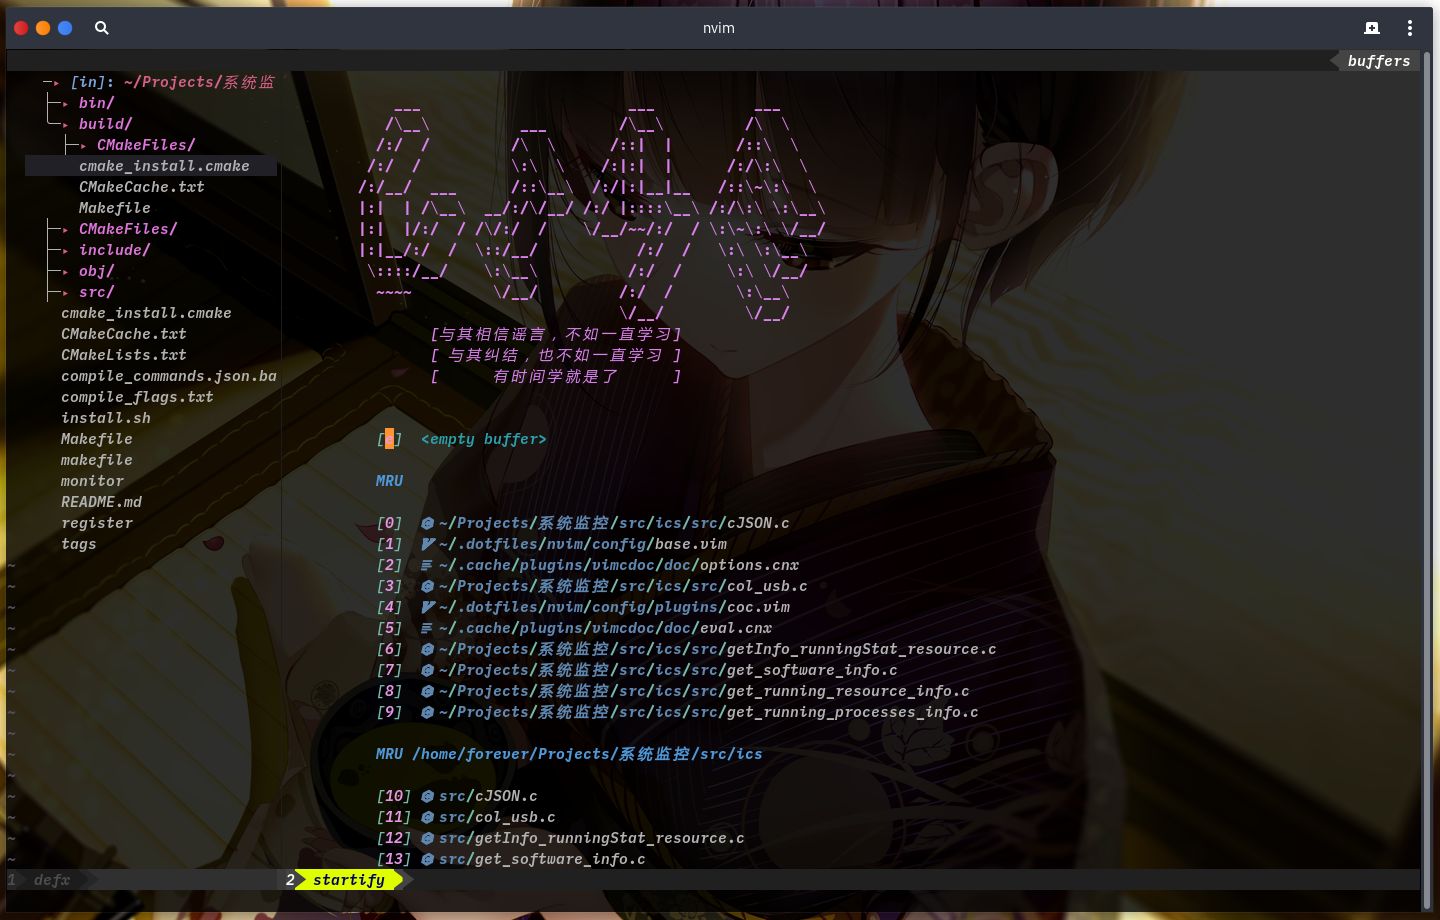 nvim
buffers
[in]: ~/Projects/系统监
bin/
build/
CMakeFiles/
cmake_install.cmake
CMakeCache.txt
Makefile
CMakeFiles/
include/
obj/
src/
cmake_install.cmake
CMakeCache.txt
CMakeLists.txt
compile_commands.json.ba
compile_flags.txt
install.sh
Makefile
makefile
monitor
README.md
register
tags
[与其相信谣言，不如一直学习]
[ 与其纠结，也不如一直学习 ]
[ 有时间学就是了 ]
[e] <empty buffer>
MRU
[0] ~/Projects/系统监控/src/ics/src/cJSON.c
[1] ~/.dotfiles/nvim/config/base.vim
[2] ~/.cache/plugins/vimcdoc/doc/options.cnx
[3] ~/Projects/系统监控/src/ics/src/col_usb.c
[4] ~/.dotfiles/nvim/config/plugins/coc.vim
[5] ~/.cache/plugins/vimcdoc/doc/eval.cnx
[6] ~/Projects/系统监控/src/ics/src/getInfo_runningStat_resource.c
[7] ~/Projects/系统监控/src/ics/src/get_software_info.c
[8] ~/Projects/系统监控/src/ics/src/get_running_resource_info.c
[9] ~/Projects/系统监控/src/ics/src/get_running_processes_info.c
MRU /home/forever/Projects/系统监控/src/ics
[10] src/cJSON.c
[11] src/col_usb.c
[12] src/getInfo_runningStat_resource.c
[13] src/get_software_info.c
1 defx
2 startify